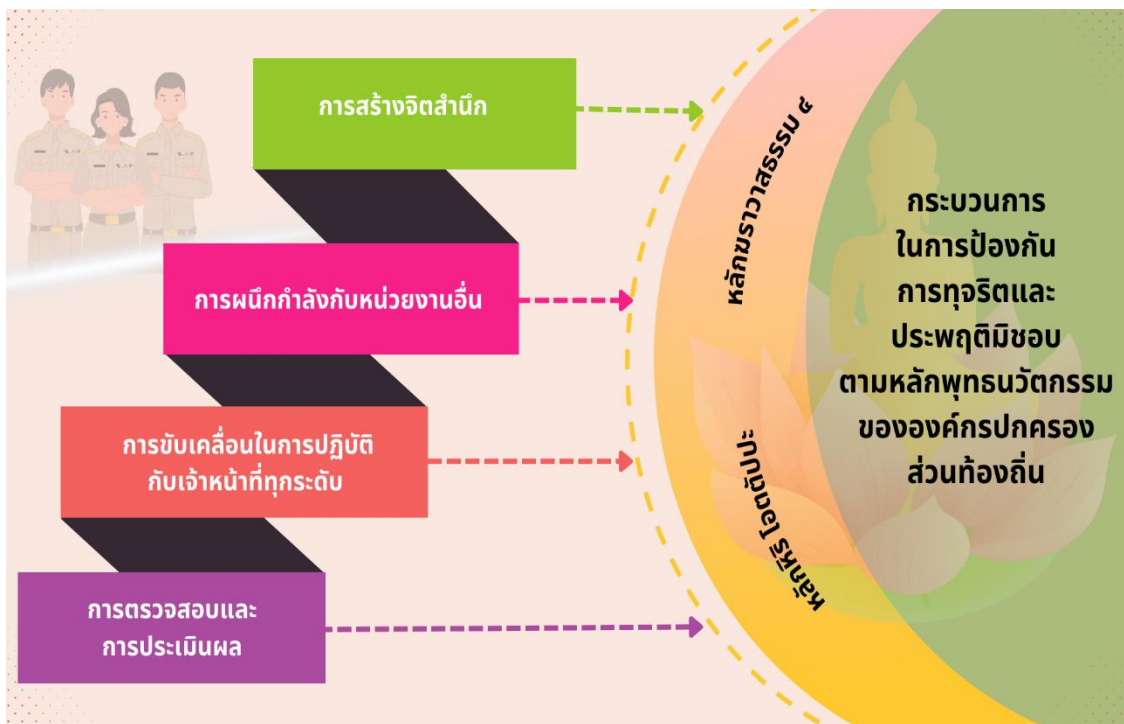 การสร้างจิตสำนึก
การผนึกกำลังกับหน่วยงานอื่น
การขับเคลื่อนในการปฏิบัติ
กับเจ้าหน้าที่ทุกระดับ
การตรวจสอบและ
การประเมินผล
หลักฆราวาสธรรม ๔
หลักหิริ โอตตัปปะ
กระบวนการ
ในการป้องกัน
การทุจริตและ
ประพฤติมิชอบ
ตามหลักพุทธนวัตกรรม
ขององค์กรปกครอง
ส่วนท้องถิ่น